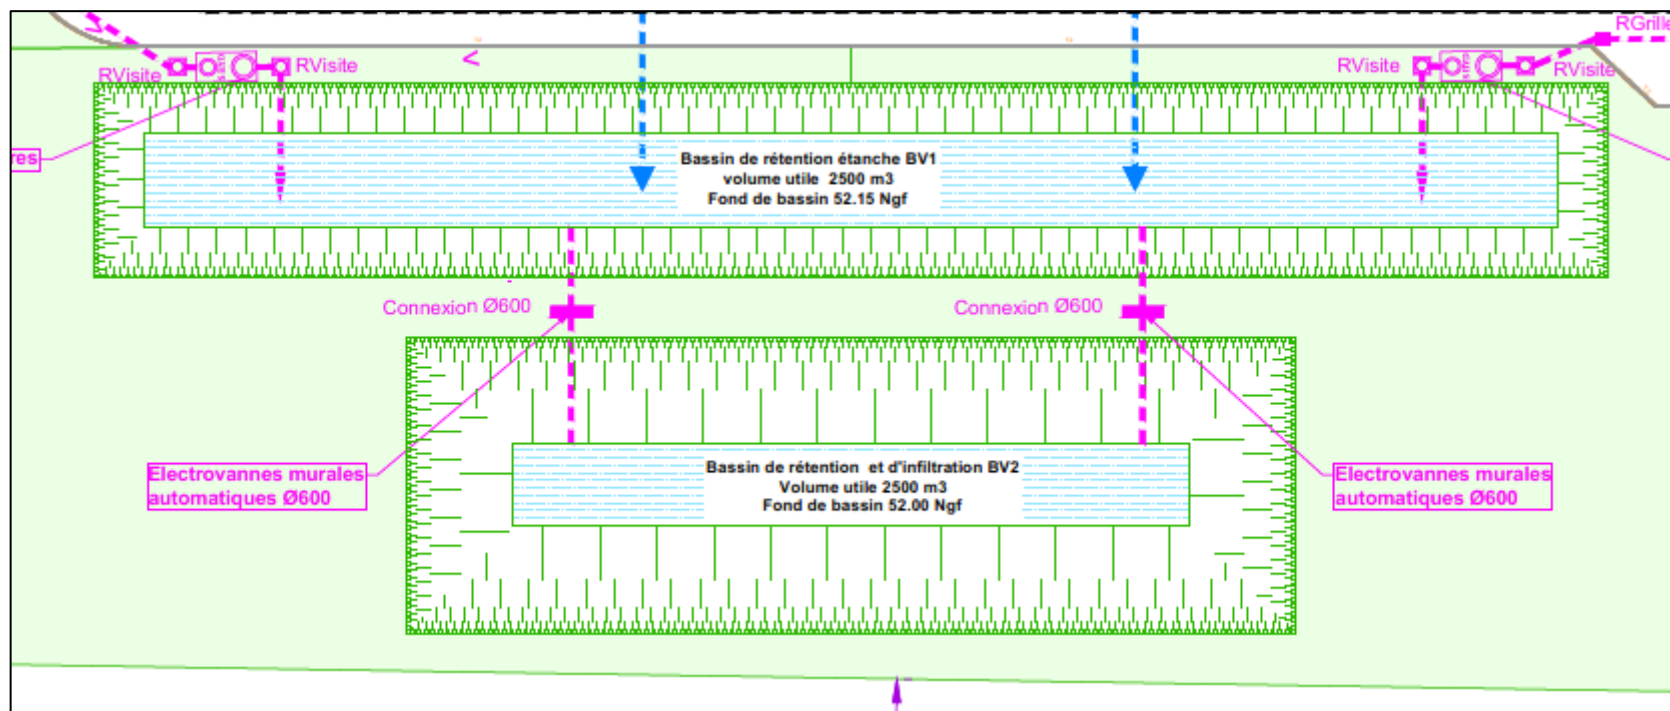 RGrille
RVisite
RVisite
RVisite
RVisite
res
Bassin de rétention étanche BV1
volume utile 2500 m3
Fond de bassin 52.15 Ngf
Connexion Ø600
Connexion Ø600
Electrovannes murales
automatiques Ø600
Bassin de rétention et d'infiltration BV2
Volume utile 2500 m3
Fond de bassin 52.00 Ngf
Electrovannes murales
automatiques Ø600